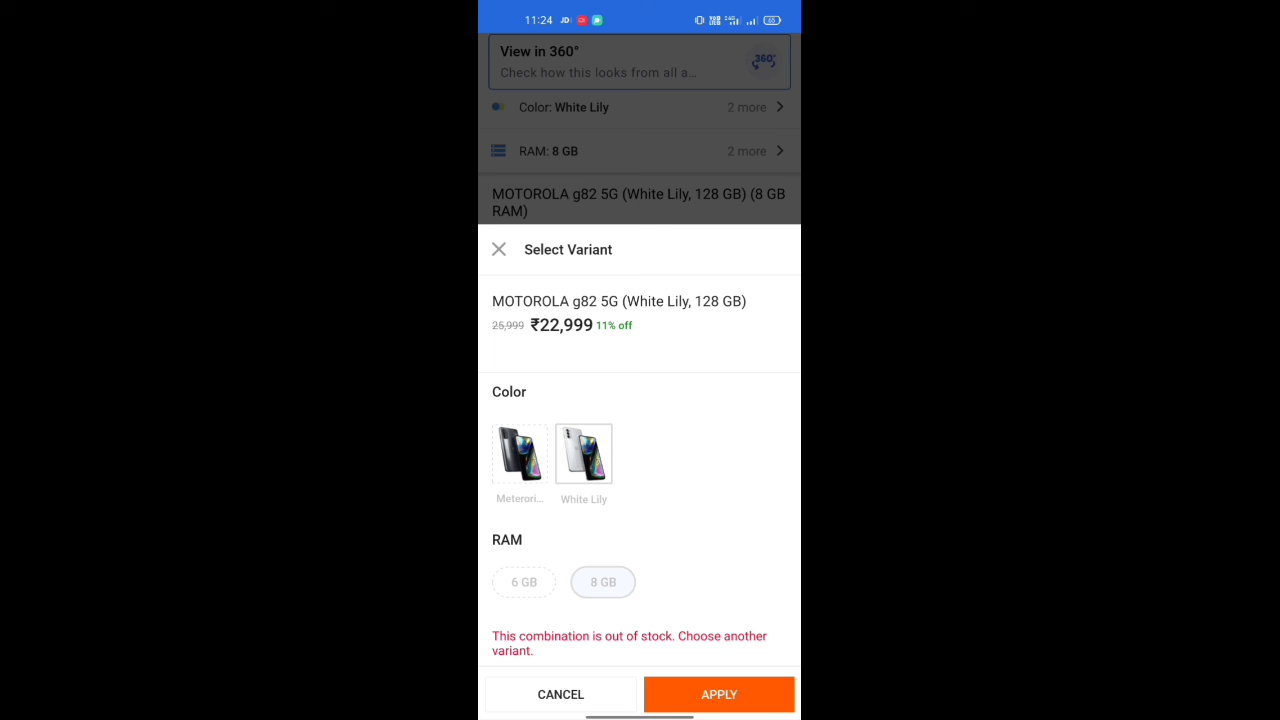 11:24
View in 360°
360°
Check how this looks from all a...
Color: White Lily 2 more
RAM: 8 GB 2 more
MOTOROLA g82 5G (White Lily, 128 GB) (8 GB
RAM)
Select Variant
MOTOROLA g82 5G (White Lily, 128 GB)
25,999 ₹22,999 11% off
Color
Meterori... White Lily
RAM
6 GB 8 GB
This combination is out of stock. Choose another
variant.
CANCEL APPLY